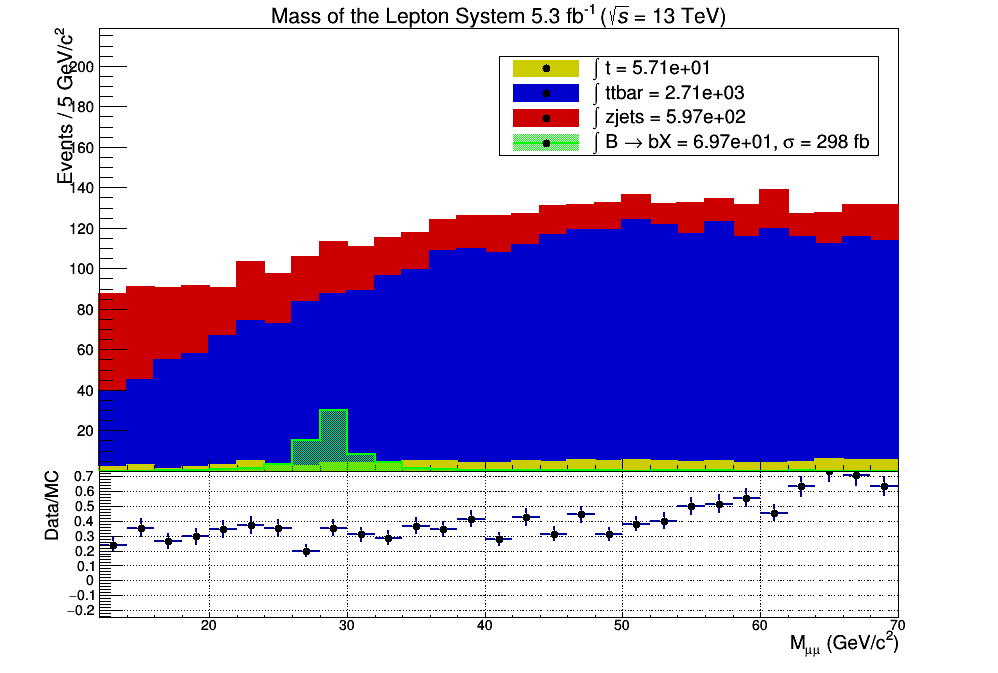 Mass of the Lepton System 5.3 fb⁻¹ (√s = 13 TeV)
Events / 5 GeV/c²
200
180
160
140
120
100
80
60
40
20
∫ t = 5.71e+01
∫ ttbar = 2.71e+03
∫ zjets = 5.97e+02
∫ B → bX = 6.97e+01, σ = 298 fb
Data/MC
0.7
0.6
0.5
0.4
0.3
0.2
0.1
0
−0.1
−0.2
20 30 40 50 60 70
M_μμ (GeV/c²)